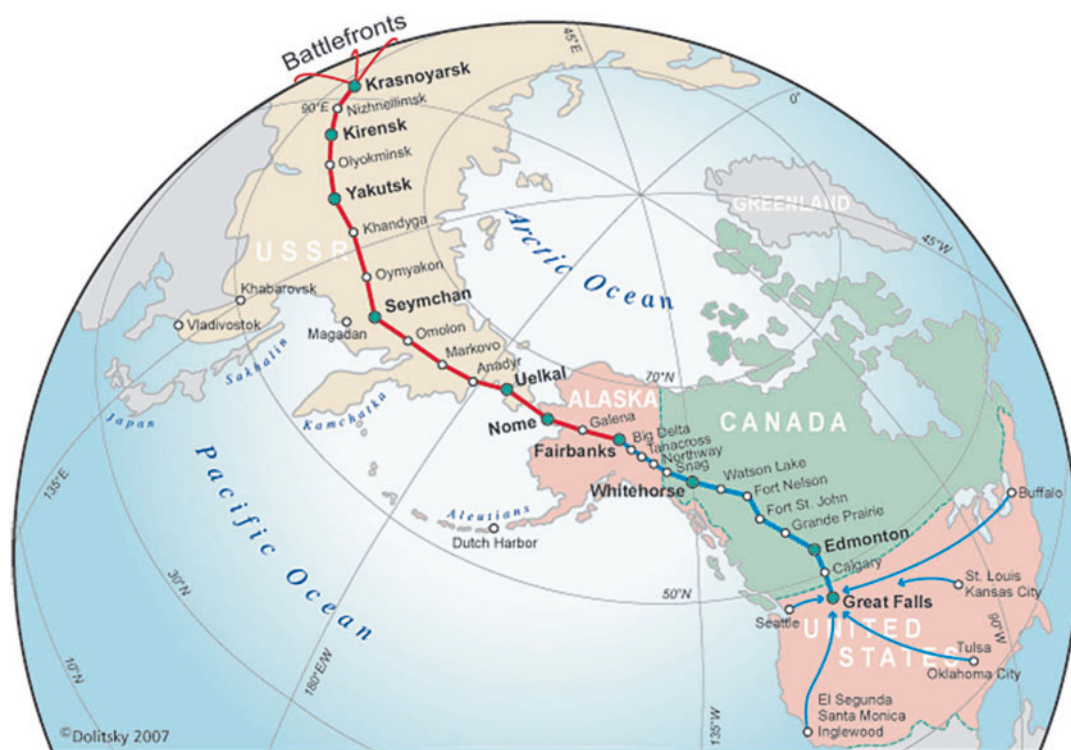 Battlefronts
45°E
Krasnoyarsk
90°E
Nizhneilimsk
0°
Kirensk
Olyokminsk
Yakutsk
GREENLAND
Khandyga
USSR
Arctic Ocean
45°W
Oymyakon
Khabarovsk
Seymchan
Vladivostok
Magadan
Omolon
Sakhalin
Markovo
Anadyr
Uelkal
70°N
ALASKA
CANADA
Japan
Kamchatka
Nome
Galena
Big Delta
Fairbanks
Tanacross
Northway
Snag
Pacific Ocean
Watson Lake
Whitehorse
Fort Nelson
Buffalo
135°E
Aleutians
Fort St. John
Dutch Harbor
Grande Prairie
Edmonton
Calgary
St. Louis
Kansas City
30°N
50°N
Great Falls
Seattle
UNITED
STATES
90°W
Tulsa
Oklahoma City
10°N
180°E/W
El Segunda
Santa Monica
Inglewood
135°W
©Dolitsky 2007